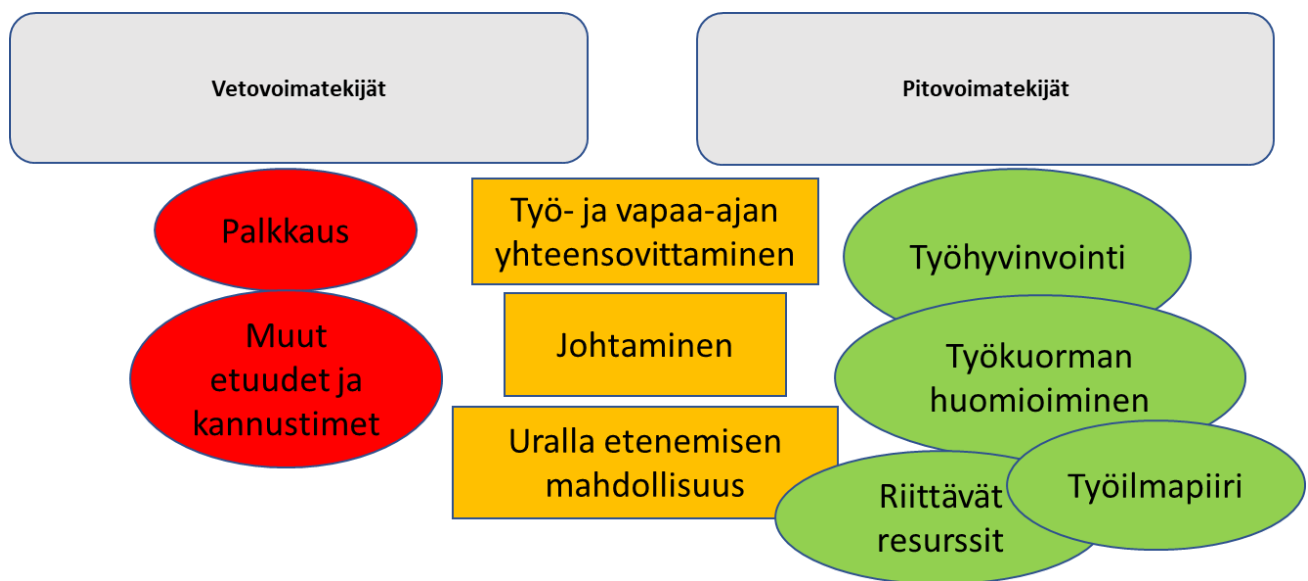 Vetovoimatekijät
Pitovoimatekijät
Palkkaus
Muut
etuudet ja
kannustimet
Työ- ja vapaa-ajan
yhteensovittaminen
Johtaminen
Uralla etenemisen
mahdollisuus
Työhyvinvointi
Työkuorman
huomioiminen
Riittävät
resurssit
Työilmapiiri